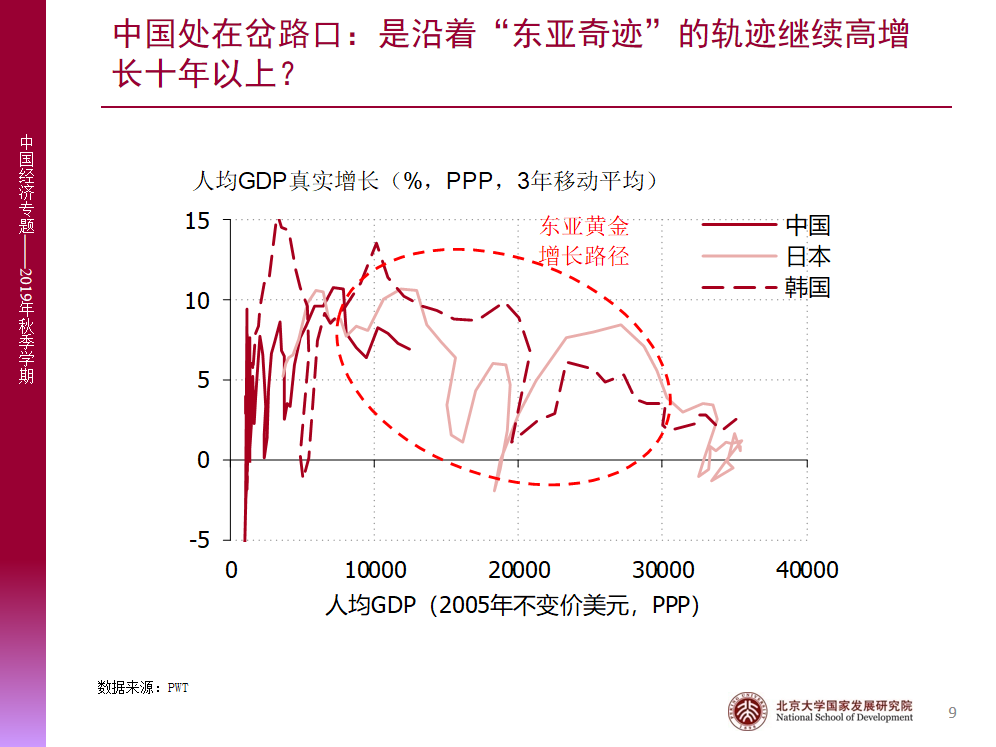 中国处在岔路口：是沿着“东亚奇迹”的轨迹继续高增
长十年以上？
中国经济专题——2019年秋季学期
人均GDP真实增长（%，PPP，3年移动平均）
东亚黄金
增长路径
中国
日本
韩国
15
10
5
0
-5
0 10000 20000 30000 40000
人均GDP（2005年不变价美元，PPP）
数据来源：PWT
PEKING UNIVERSITY
1898
北京大学国家发展研究院
National School of Development
9